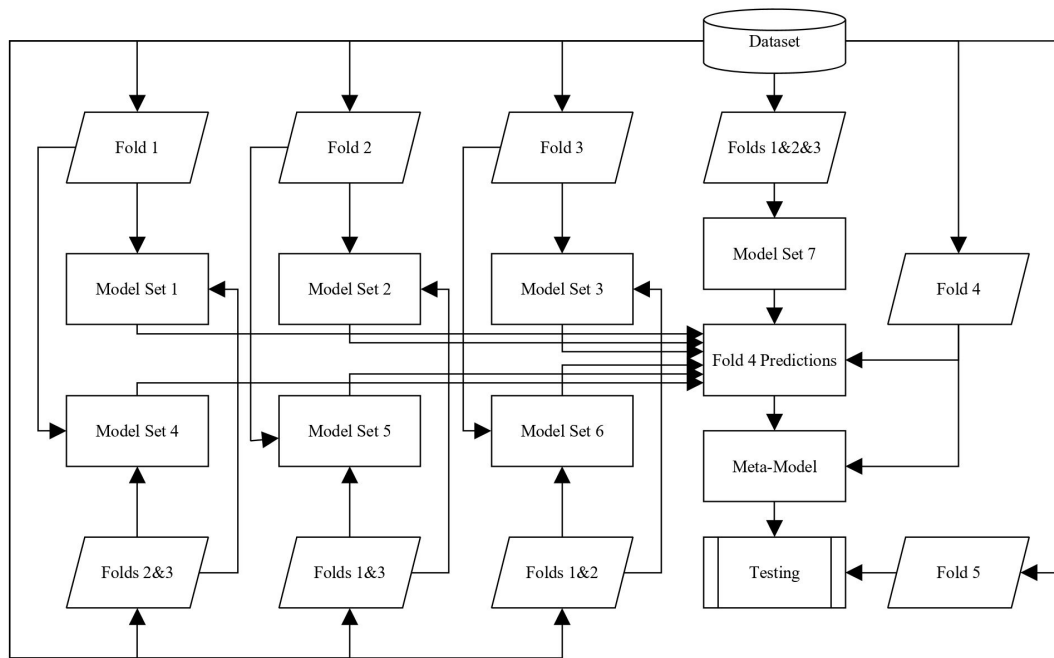 Dataset
Fold 1
Fold 2
Fold 3
Folds 1&2&3
Model Set 1
Model Set 2
Model Set 3
Model Set 7
Fold 4
Fold 4 Predictions
Model Set 4
Model Set 5
Model Set 6
Meta-Model
Folds 2&3
Folds 1&3
Folds 1&2
Testing
Fold 5